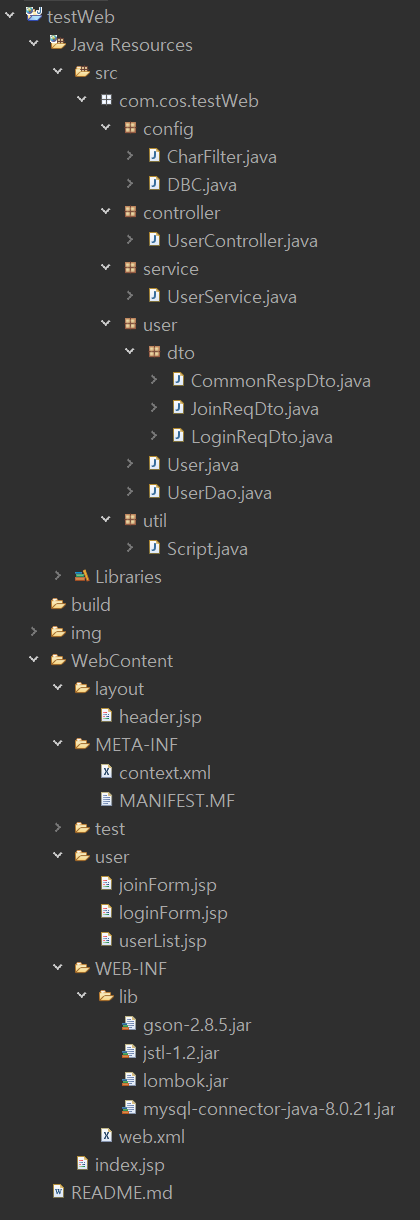 testWeb
Java Resources
src
com.cos.testWeb
config
CharFilter.java
DBC.java
controller
UserController.java
service
UserService.java
user
dto
CommonRespDto.java
JoinReqDto.java
LoginReqDto.java
User.java
UserDao.java
util
Script.java
Libraries
build
img
WebContent
layout
header.jsp
META-INF
context.xml
MANIFEST.MF
test
user
joinForm.jsp
loginForm.jsp
userList.jsp
WEB-INF
lib
gson-2.8.5.jar
jstl-1.2.jar
lombok.jar
mysql-connector-java-8.0.21.jar
web.xml
index.jsp
README.md